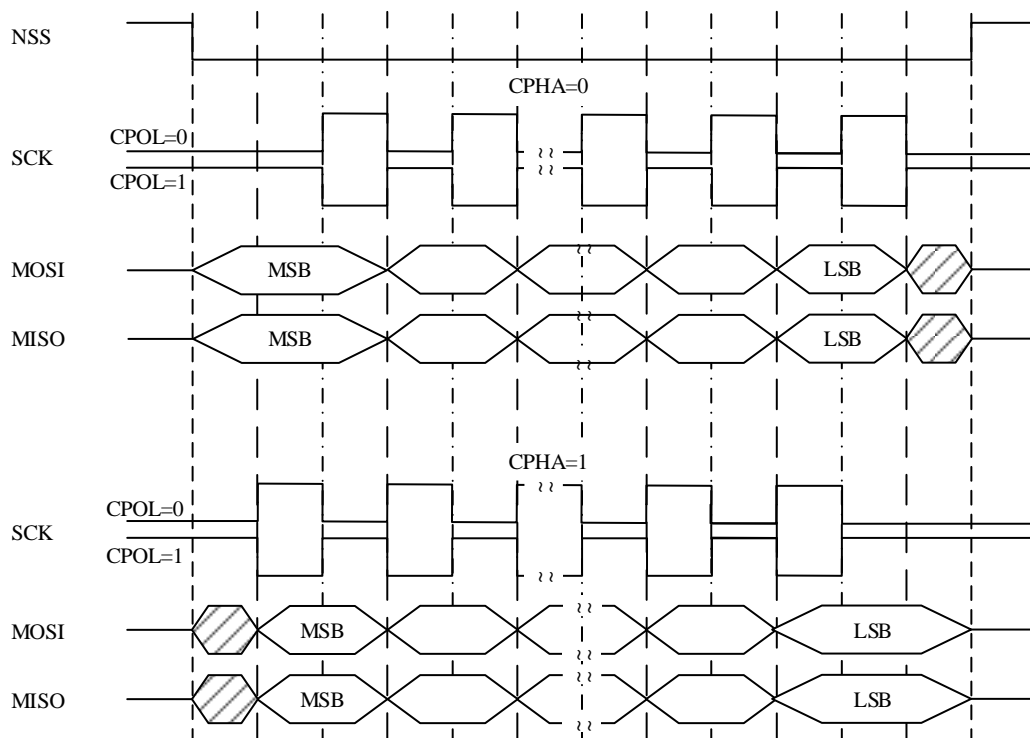 NSS
CPHA=0
CPOL=0
SCK
CPOL=1
MOSI MSB LSB
MISO MSB LSB
CPHA=1
CPOL=0
SCK
CPOL=1
MOSI MSB LSB
MISO MSB LSB